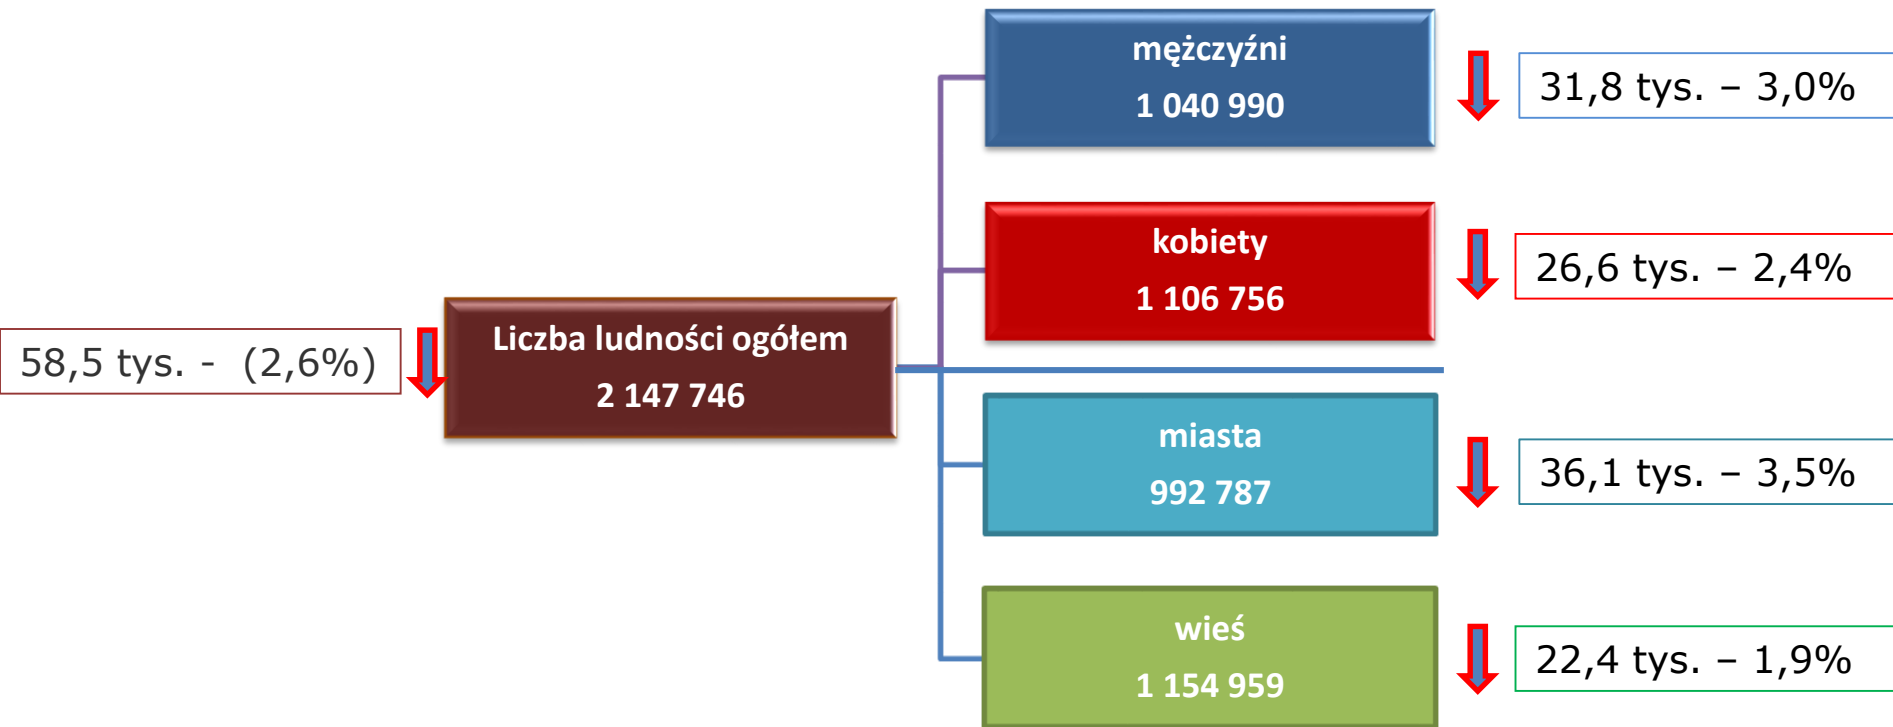 58,5 tys. - (2,6%)
Liczba ludności ogółem
2 147 746
mężczyźni
1 040 990
31,8 tys. – 3,0%
kobiety
1 106 756
26,6 tys. – 2,4%
miasta
992 787
36,1 tys. – 3,5%
wieś
1 154 959
22,4 tys. – 1,9%